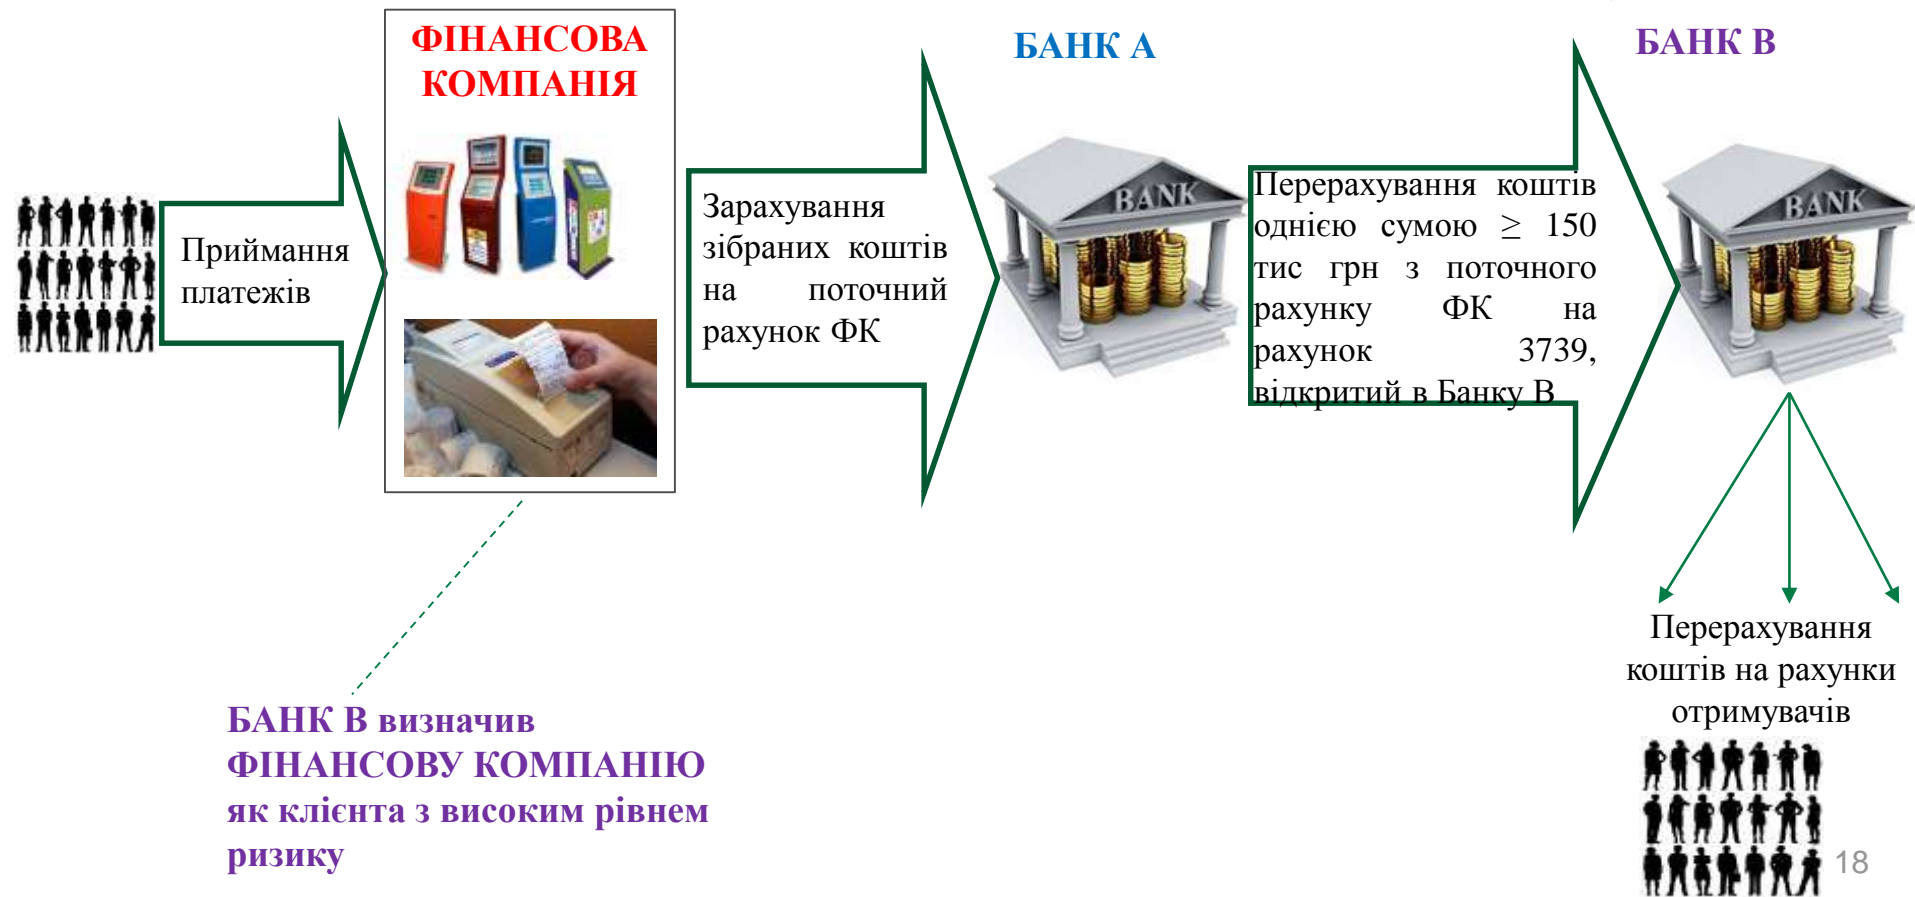 ФІНАНСОВА
КОМПАНІЯ
БАНК А
БАНК В
Приймання
платежів
Зарахування
зібраних коштів
на поточний
рахунок ФК
BANK
Перерахування коштів
однією сумою ≥ 150
тис грн з поточного
рахунку ФК на
рахунок 3739,
відкритий в Банку В
BANK
Перерахування
коштів на рахунки
отримувачів
БАНК В визначив
ФІНАНСОВУ КОМПАНІЮ
як клієнта з високим рівнем
ризику
18